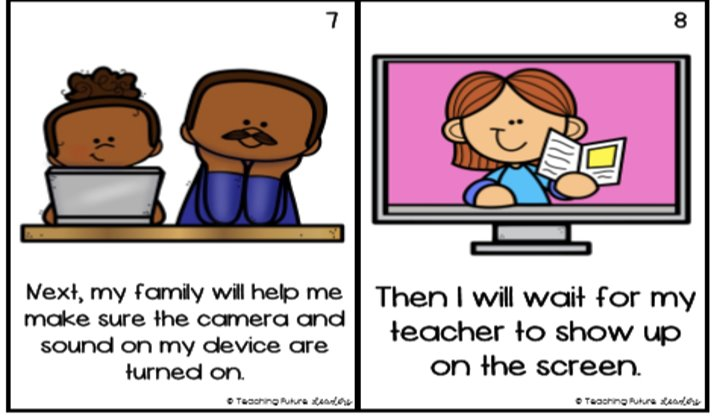 7
Next, my family will help me
make sure the camera and
sound on my device are
turned on.
© Teaching Future Leaders
8
Then I will wait for my
teacher to show up
on the screen.
© Teaching Future Leaders